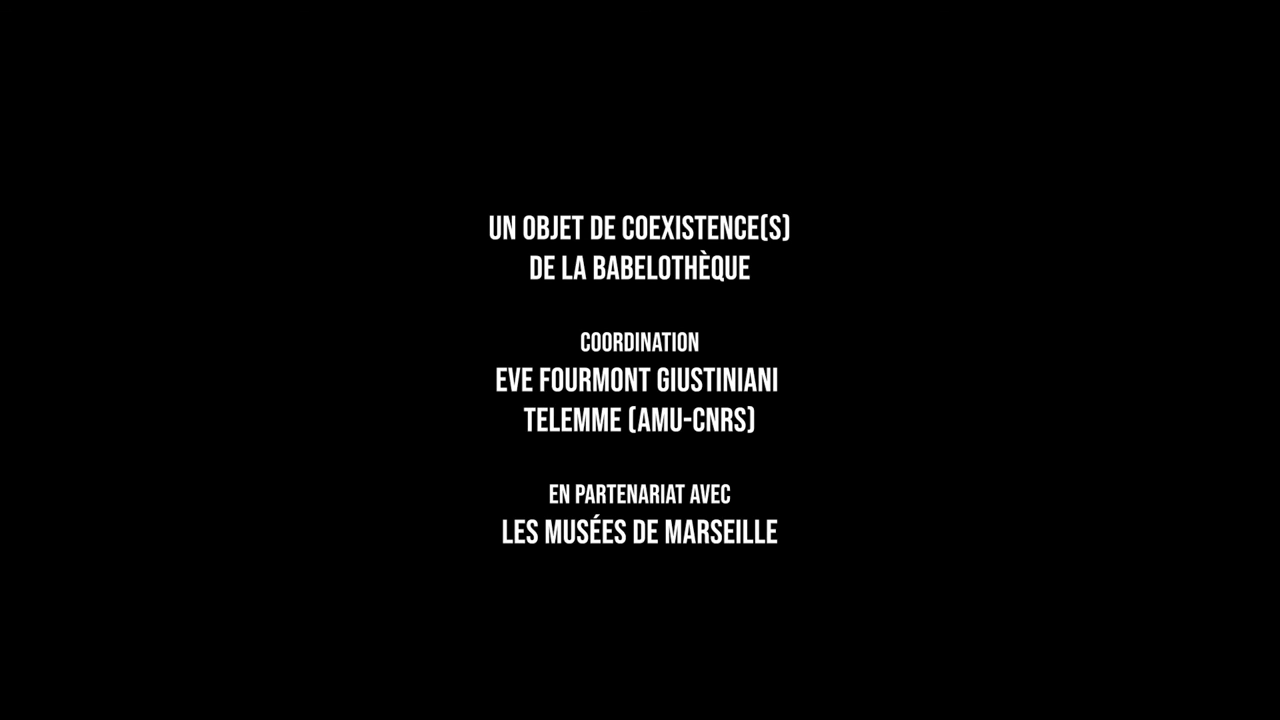 UN OBJET DE COEXISTENCE(S)
DE LA BABELOTHÈQUE
COORDINATION
EVE FOURMONT GIUSTINIANI
TELEMME (AMU-CNRS)
EN PARTENARIAT AVEC
LES MUSÉES DE MARSEILLE